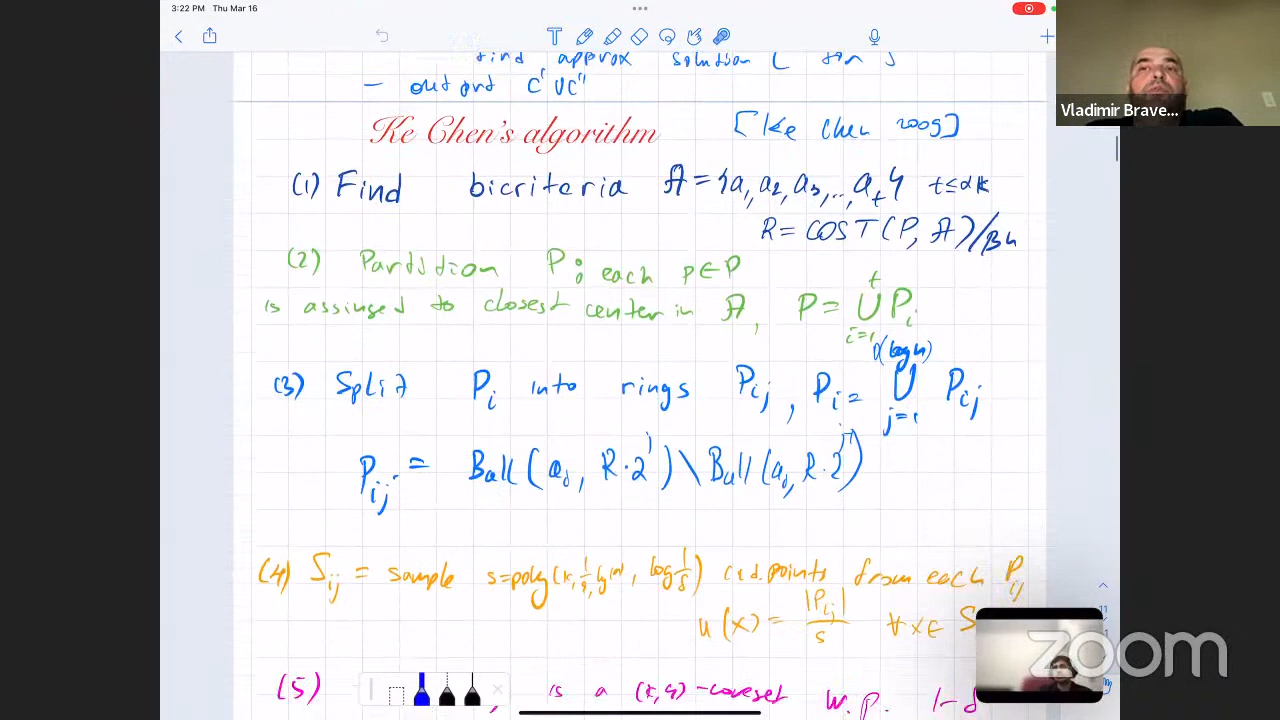 3:22 PM Thu Mar 16
find approx solution
- output C' ∪ C''
Ke Chen's algorithm [Ke Chen 2009]
(1) Find bicriteria A = {a1, a2, a3, ..., at} t ≤ αk
R = COST(P, A)/βn
(2) Partition P: each p ∈ P
is assinged to closest center in A, P = ∪ i=1 t Pi
(3) Split Pi into rings Pij, Pi = ∪ j=1 O(log n) Pij
Pij = Ball(ai, R·2^j) \ Ball(ai, R·2^j-1)
(4) Sij = sample s = poly(k, log 1/δ) i.i.d. points from each Pij
u(x) = |Pij| / s ∀x∈ S
(5) is a (k, ε)-coreset w.p. 1-δ
Vladimir Brave...
zoom